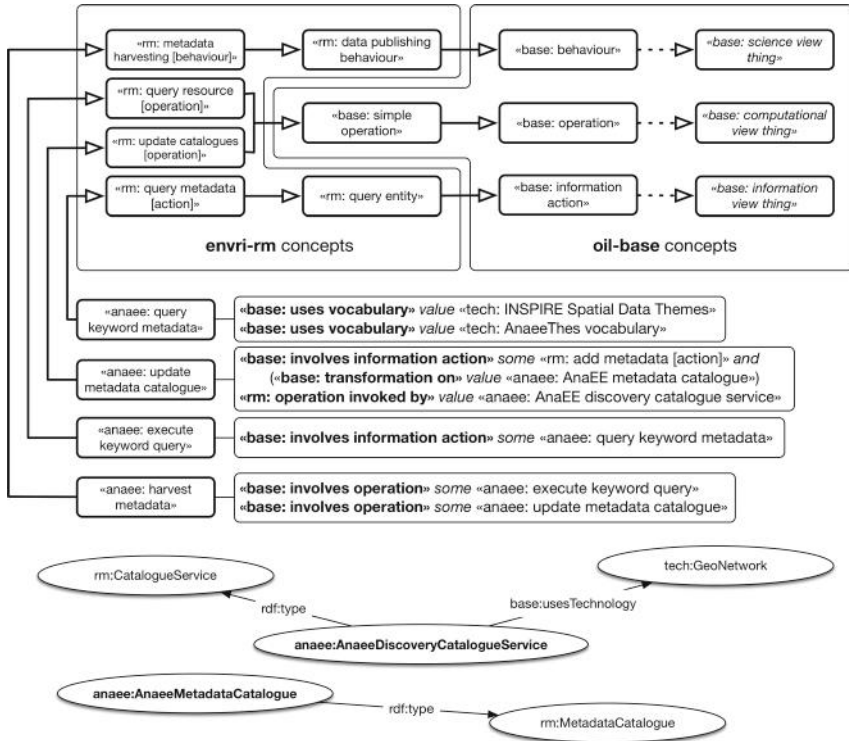 «rm: metadata
harvesting [behaviour]»
«rm: data publishing
behaviour»
«base: behaviour»
«base: science view
thing»
«rm: query resource
[operation]»
«base: simple
operation»
«base: operation»
«base: computational
view thing»
«rm: update catalogues
[operation]»
«rm: query metadata
[action]»
«rm: query entity»
«base: information
action»
«base: information
view thing»
envri-rm concepts
oil-base concepts
«anaee: query
keyword metadata»
«base: uses vocabulary» value «tech: INSPIRE Spatial Data Themes»
«base: uses vocabulary» value «tech: AnaeeThes vocabulary»
«anaee: update
metadata catalogue»
«base: involves information action» some «rm: add metadata [action]» and
(«base: transformation on» value «anaee: AnaEE metadata catalogue»)
«rm: operation invoked by» value «anaee: AnaEE discovery catalogue service»
«anaee: execute
keyword query»
«base: involves information action» some «anaee: query keyword metadata»
«anaee: harvest
metadata»
«base: involves operation» some «anaee: execute keyword query»
«base: involves operation» some «anaee: update metadata catalogue»
rm:CatalogueService
tech:GeoNetwork
rdf:type
base:usesTechnology
anaee:AnaeeDiscoveryCatalogueService
anaee:AnaeeMetadataCatalogue
rdf:type
rm:MetadataCatalogue